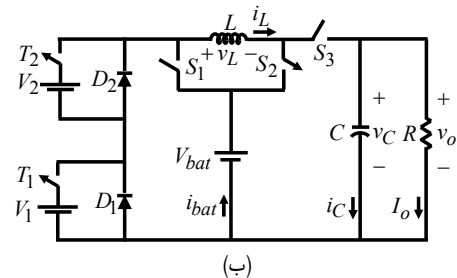 i_L
L
T_2
S_1
+ v_L −
S_2
S_3
V_2
D_2
V_bat
C
+
v_C
−
R
+
v_o
−
T_1
V_1
D_1
i_bat
i_C
I_o
(ب)